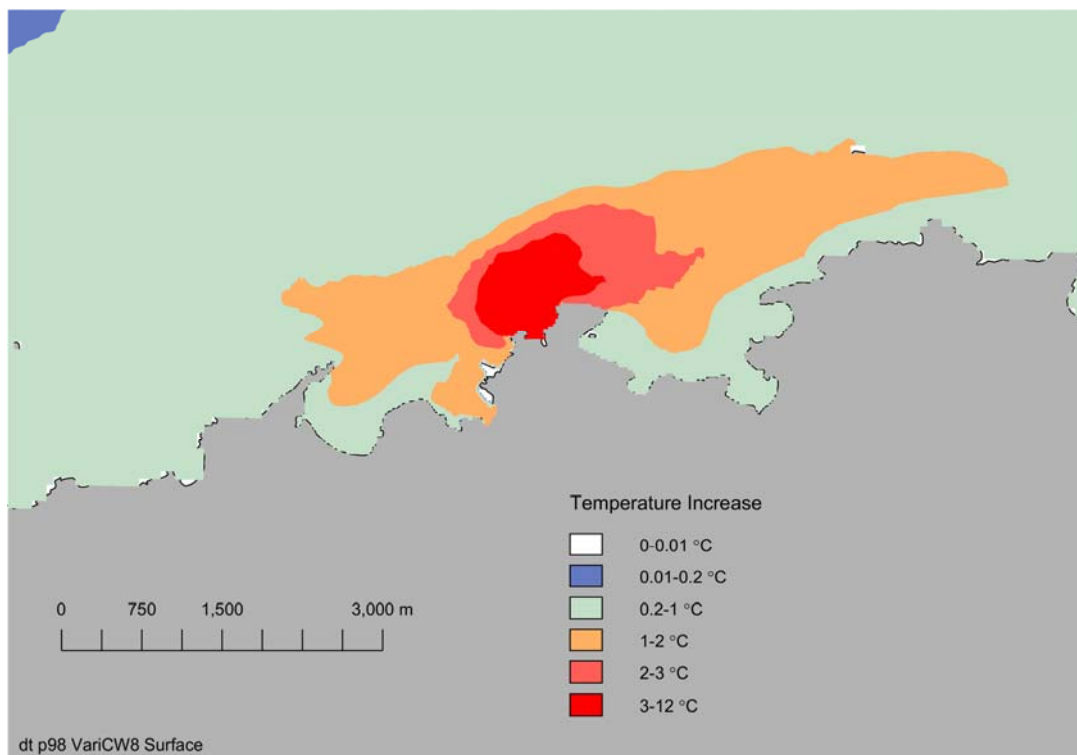 Temperature Increase
0-0.01 °C
0.01-0.2 °C
0.2-1 °C
1-2 °C
2-3 °C
3-12 °C
0 750 1,500 3,000 m
dt p98 VariCW8 Surface